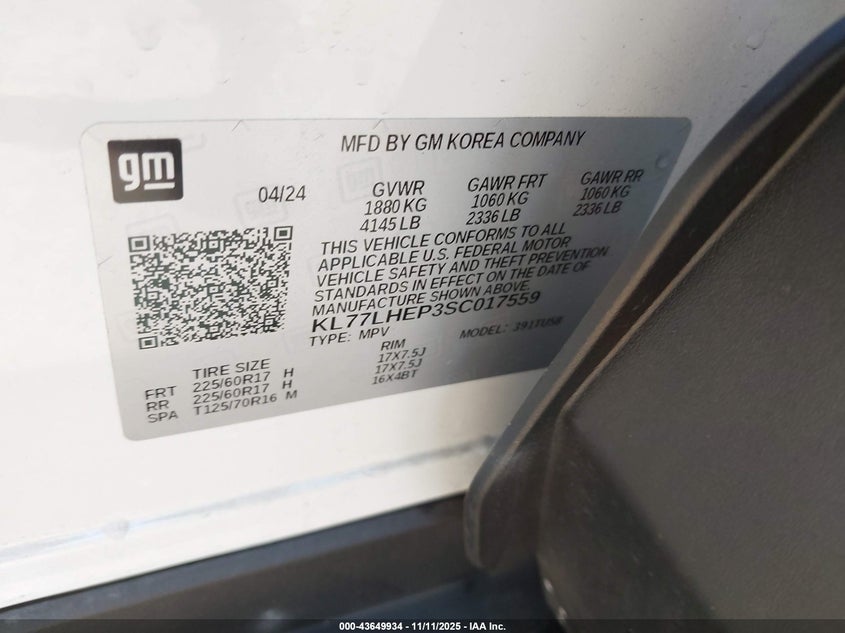 gm
MFD BY GM KOREA COMPANY
04/24
GVWR
1880 KG
4145 LB
GAWR FRT
1060 KG
2336 LB
GAWR RR
1060 KG
2336 LB
THIS VEHICLE CONFORMS TO ALL
APPLICABLE U.S. FEDERAL MOTOR
VEHICLE SAFETY AND THEFT PREVENTION
STANDARDS IN EFFECT ON THE DATE OF
MANUFACTURE SHOWN ABOVE.
KL77LHEP3SC017559
TYPE: MPV
MODEL: 391TUSB
TIRE SIZE
RIM
FRT 225/60R17 H 17X7.5J
RR 225/60R17 H 17X7.5J
SPA T125/70R16 M 16X4BT
000-43649934 - 11/11/2025 - IAA Inc.